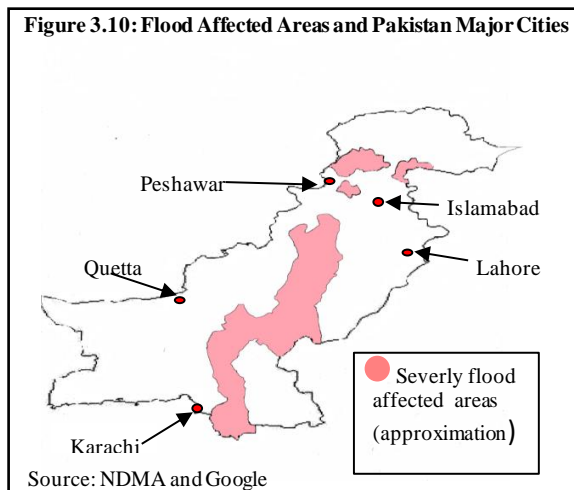 Figure 3.10: Flood Affected Areas and Pakistan Major Cities
Peshawar
Islamabad
Quetta
Lahore
Severly flood
affected areas
(approximation)
Karachi
Source: NDMA and Google